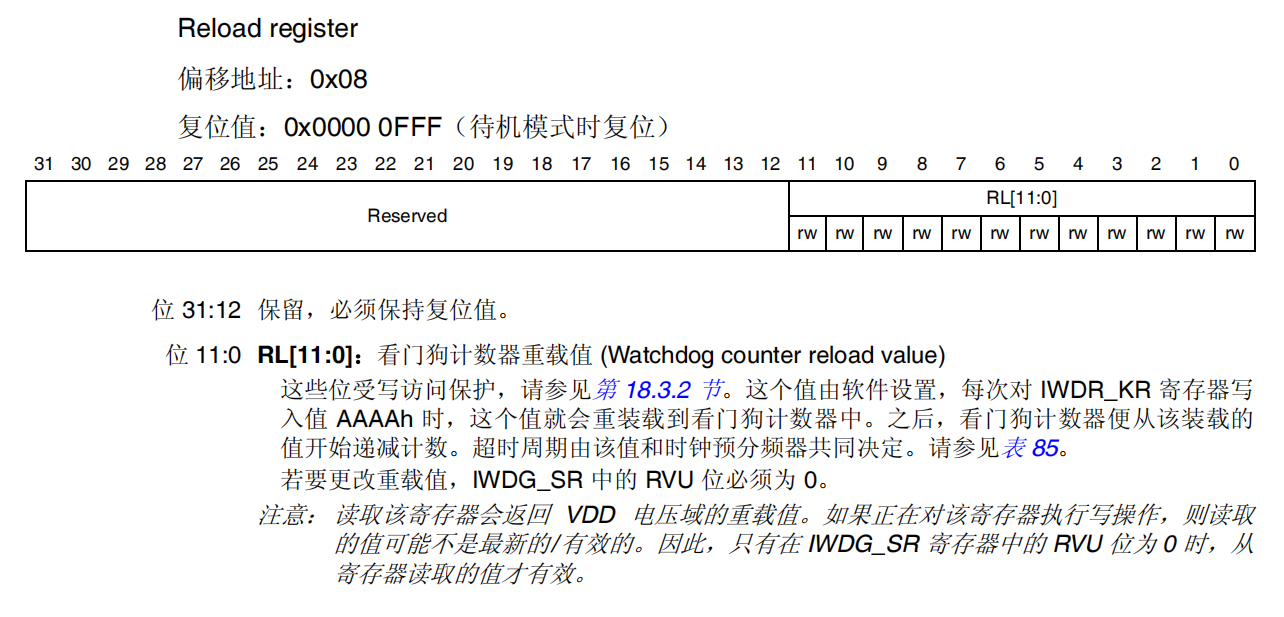 Reload register
偏移地址：0x08
复位值：0x0000 0FFF（待机模式时复位）
31 30 29 28 27 26 25 24 23 22 21 20 19 18 17 16 15 14 13 12 11 10 9 8 7 6 5 4 3 2 1 0
Reserved
RL[11:0]
rw rw rw rw rw rw rw rw rw rw rw rw
位 31:12 保留，必须保持复位值。
位 11:0 RL[11:0]：看门狗计数器重载值 (Watchdog counter reload value)
这些位受写访问保护，请参见第 18.3.2 节。这个值由软件设置，每次对 IWDR_KR 寄存器写
入值 AAAAh 时，这个值就会重装载到看门狗计数器中。之后，看门狗计数器便从该装载的
值开始递减计数。超时周期由该值和时钟预分频器共同决定。请参见表 85。
若要更改重载值，IWDG_SR 中的 RVU 位必须为 0。
注意： 读取该寄存器会返回 VDD 电压域的重载值。如果正在对该寄存器执行写操作，则读取
的值可能不是最新的/有效的。因此，只有在 IWDG_SR 寄存器中的 RVU 位为 0 时，从
寄存器读取的值才有效。